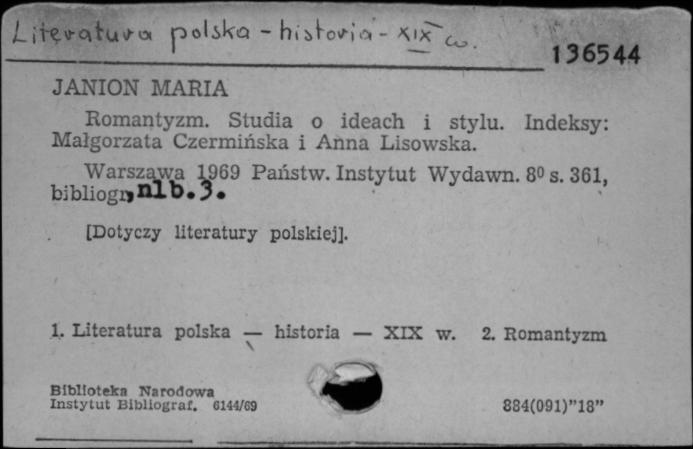 Literatura polska - historia - XIX w.
136544
JANION MARIA
Romantyzm. Studia o ideach i stylu. Indeksy:
Małgorzata Czermińska i Anna Lisowska.
Warszawa 1969 Państw. Instytut Wydawn. 8⁰ s. 361,
bibliogr, nlb.3.
[Dotyczy literatury polskiej].
1. Literatura polska — historia — XIX w. 2. Romantyzm
Biblioteka Narodowa
Instytut Bibliograf. 6144/69
884(091)"18"